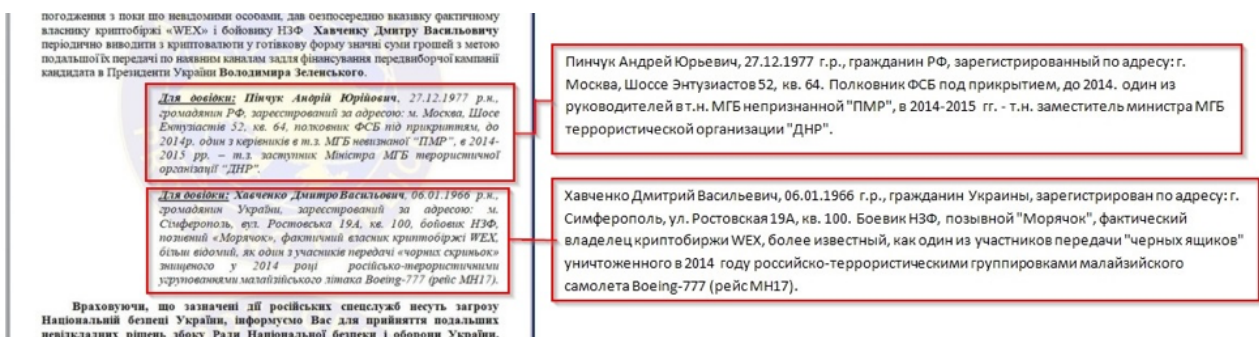 погодження з поки що невідомими особами, дав безпосередню вказівку фактичному
власнику криптобіржі «WEX» і бойовику НЗФ Хавченку Дмитру Васильовичу
періодично виводити з криптовалюти у готівкову форму значні суми грошей з метою
подальшої їх передачі по наявним каналам задля фінансування передвиборчої кампанії
кандидата в Президенти України Володимира Зеленського.
Для довідки: Пінчук Андрій Юрійович, 27.12.1977 р.н.,
громадянин РФ, зареєстрований за адресою: м. Москва, Шосе
Ентузіастів 52, кв. 64, полковник ФСБ під прикриттям, до
2014р. один з керівників в т.з. МГБ невизнаної "ПМР", в 2014-
2015 рр. – т.з. заступник Міністра МГБ терористичної
організації "ДНР".
Для довідки: Хавченко Дмитро Васильович, 06.01.1966 р.н.,
громадянин України, зареєстрований за адресою: м.
Сімферополь, вул. Ростовська 19А, кв. 100, бойовик НЗФ,
позивний «Морячок», фактичний власник криптобіржі WEX,
більш відомий, як один з учасників передачі «чорних скриньок»
знищеного у 2014 році російсько-терористичними
угрупованнями малайзійського літака Boeing-777 (рейс MH17).
Враховуючи, що зазначені дії російських спецслужб несуть загрозу
Національній безпеці України, інформуємо Вас для прийняття подальших
невідкладних рішень збоку Ради Національної безпеки і оборони України,
Пинчук Андрей Юрьевич, 27.12.1977 г.р., гражданин РФ, зарегистрированный по адресу: г.
Москва, Шоссе Энтузиастов 52, кв. 64. Полковник ФСБ под прикрытием, до 2014. один из
руководителей в т.н. МГБ непризнанной "ПМР", в 2014-2015 гг. - т.н. заместитель министра МГБ
террористической организации "ДНР".
Хавченко Дмитрий Васильевич, 06.01.1966 г.р., гражданин Украины, зарегистрирован по адресу: г.
Симферополь, ул. Ростовская 19А, кв. 100. Боевик НЗФ, позывной "Морячок", фактический
владелец криптобиржи WEX, более известный, как один из участников передачи "черных ящиков"
уничтоженного в 2014 году российско-террористическими группировками малайзийского
самолета Boeing-777 (рейс MH17).